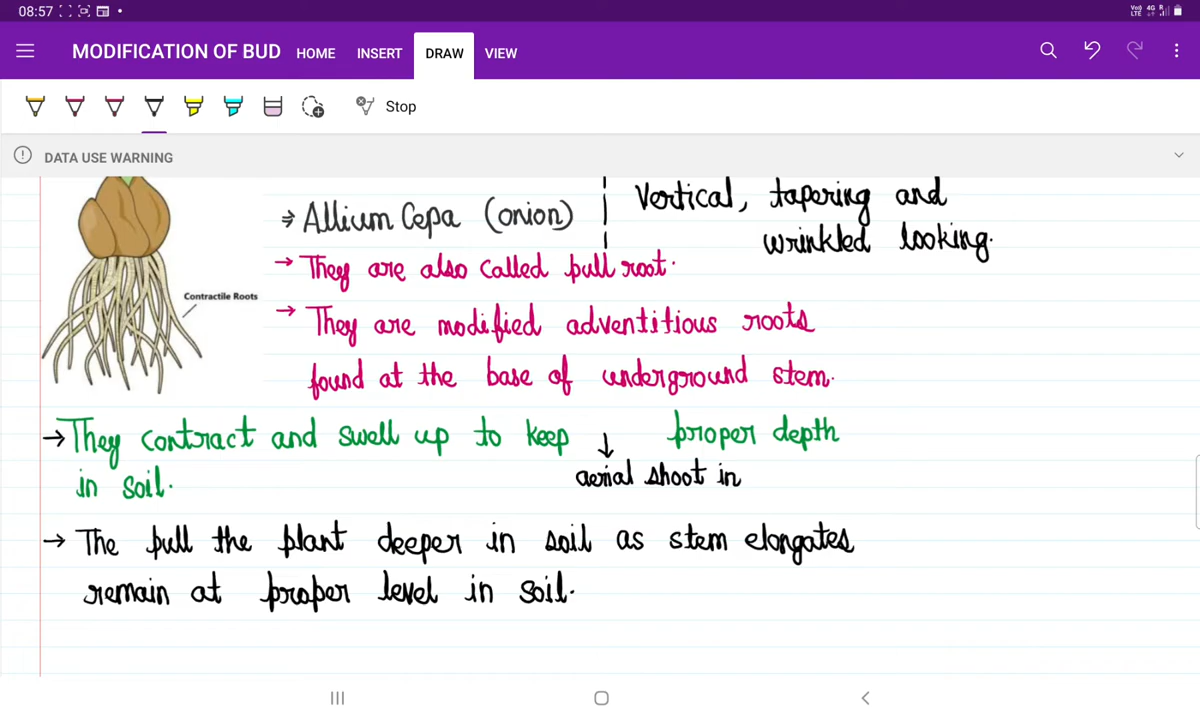 08:57
Vo) 4G R
LTE
MODIFICATION OF BUD HOME INSERT DRAW VIEW
Stop
DATA USE WARNING
Vertical, tapering and
wrinkled looking.
⇒ Allium Cepa (onion)
→ They are also called pull root.
Contractile Roots
→ They are modified adventitious roots
found at the base of underground stem.
→ They contract and swell up to keep ↓ proper depth
aerial shoot in
in soil.
→ The pull the plant deeper in soil as stem elongates
remain at proper level in soil.